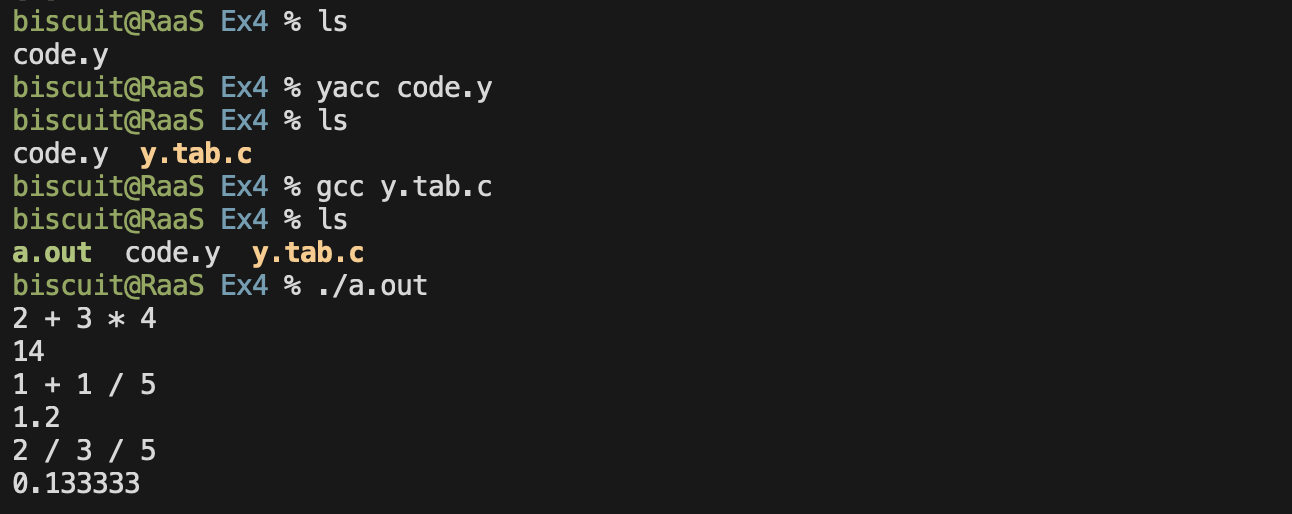 biscuit@RaaS Ex4 % ls
code.y
biscuit@RaaS Ex4 % yacc code.y
biscuit@RaaS Ex4 % ls
code.y  y.tab.c
biscuit@RaaS Ex4 % gcc y.tab.c
biscuit@RaaS Ex4 % ls
a.out  code.y  y.tab.c
biscuit@RaaS Ex4 % ./a.out
2 + 3 * 4
14
1 + 1 / 5
1.2
2 / 3 / 5
0.133333